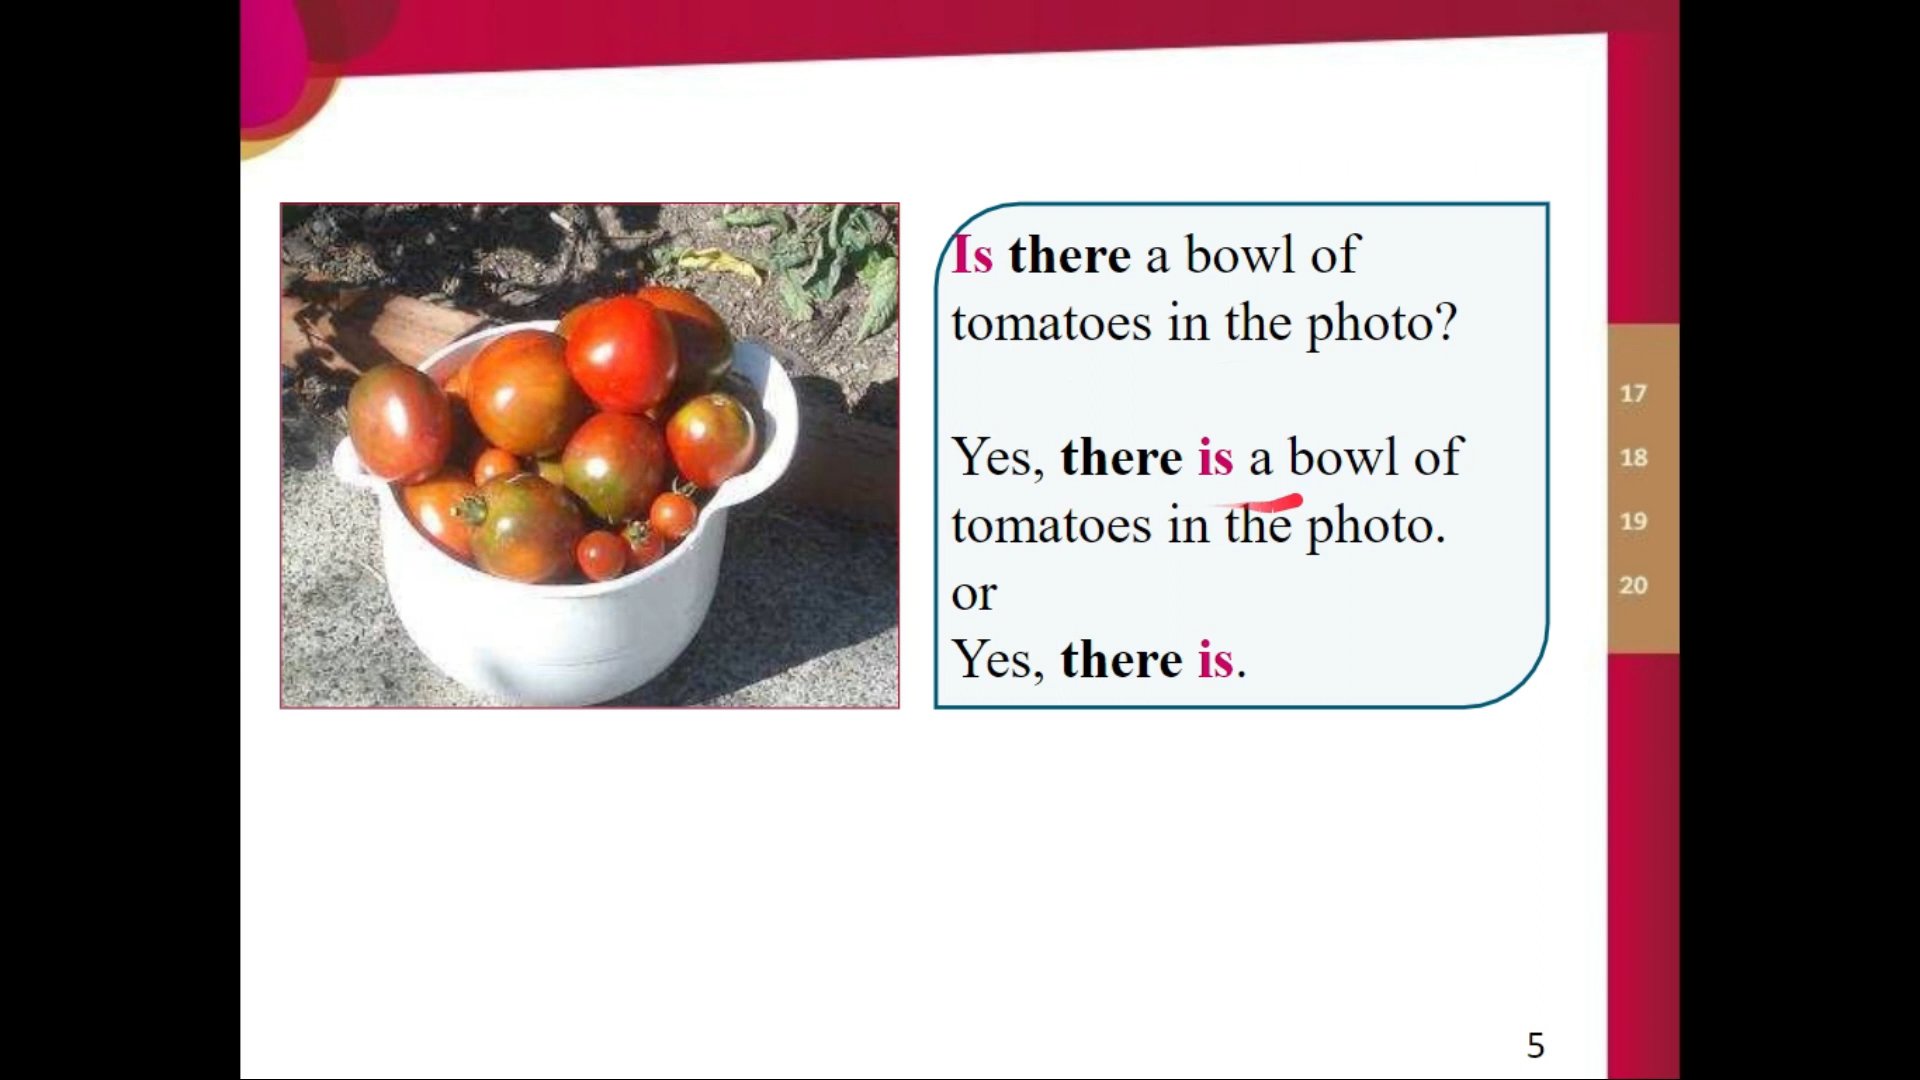 Is there a bowl of
tomatoes in the photo?
Yes, there is a bowl of
tomatoes in the photo.
or
Yes, there is.
17
18
19
20
5